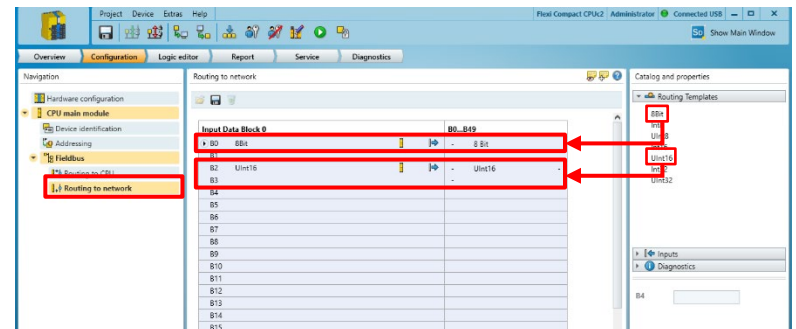 Project Device Extras Help
Flexi Compact CPUc2 Administrator Connected USB
So Show Main Window
Overview Configuration Logic editor Report Service Diagnostics
Navigation
Hardware configuration
CPU main module
Device identification
Addressing
Fieldbus
Routing to CPU
Routing to network
Routing to network
Input Data Block 0 B0...B49
B0 8Bit - 8 Bit
B1
B2 UInt16 - UInt16 -
B3 -
B4
B5
B6
B7
B8
B9
B10
B11
B12
B13
B14
B15
Catalog and properties
Routing Templates
8Bit
UInt16
UInt32
Inputs
Diagnostics
B4